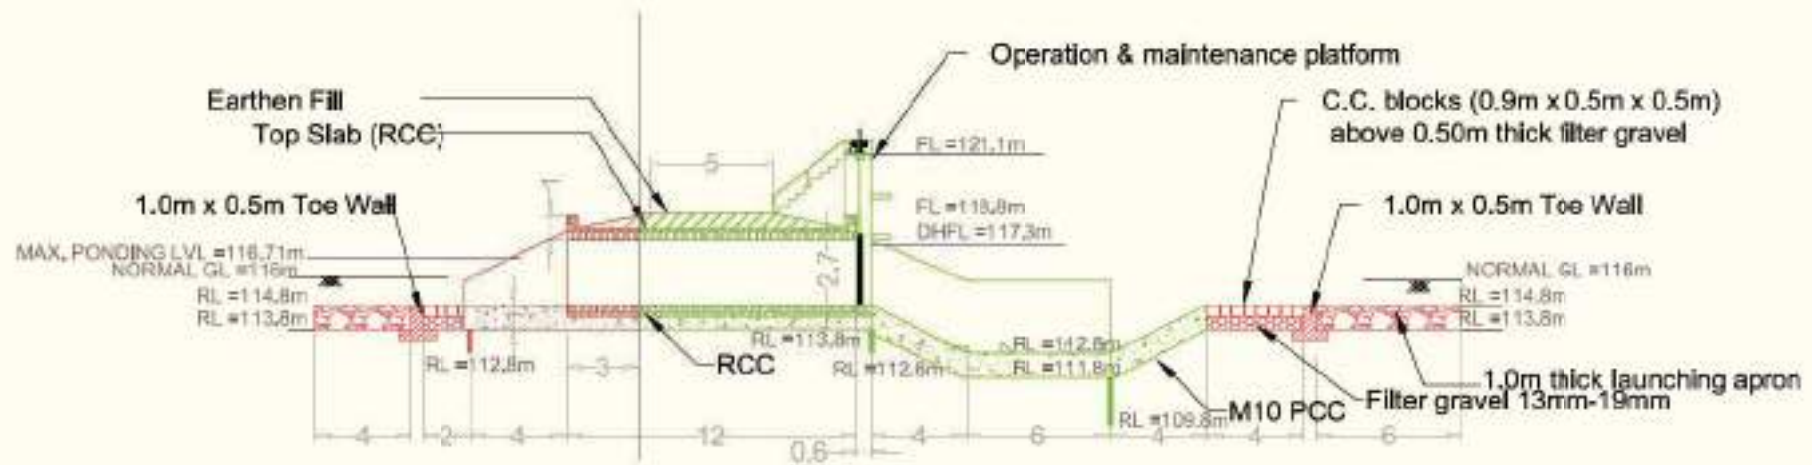 Operation & maintenance platform
Earthen Fill
Top Slab (RCC)
C.C. blocks (0.9m x 0.5m x 0.5m)
above 0.50m thick filter gravel
FL =121.1m
5
1.0m x 0.5m Toe Wall
1.0m x 0.5m Toe Wall
FL =118.8m
DHFL =117.3m
MAX. PONDING LVL =116.71m
NORMAL GL =116m
NORMAL GL =116m
2.7
RL =114.8m
RL =114.8m
RL =113.8m
RL =113.8m
RL =113.8m
RL =112.8m
RL =111.8m
RL =112.8m
RCC
3
1.0m thick launching apron
Filter gravel 13mm-19mm
M10 PCC
RL =109.8m
4
2
4
12
0.6
4
6
4
4
6